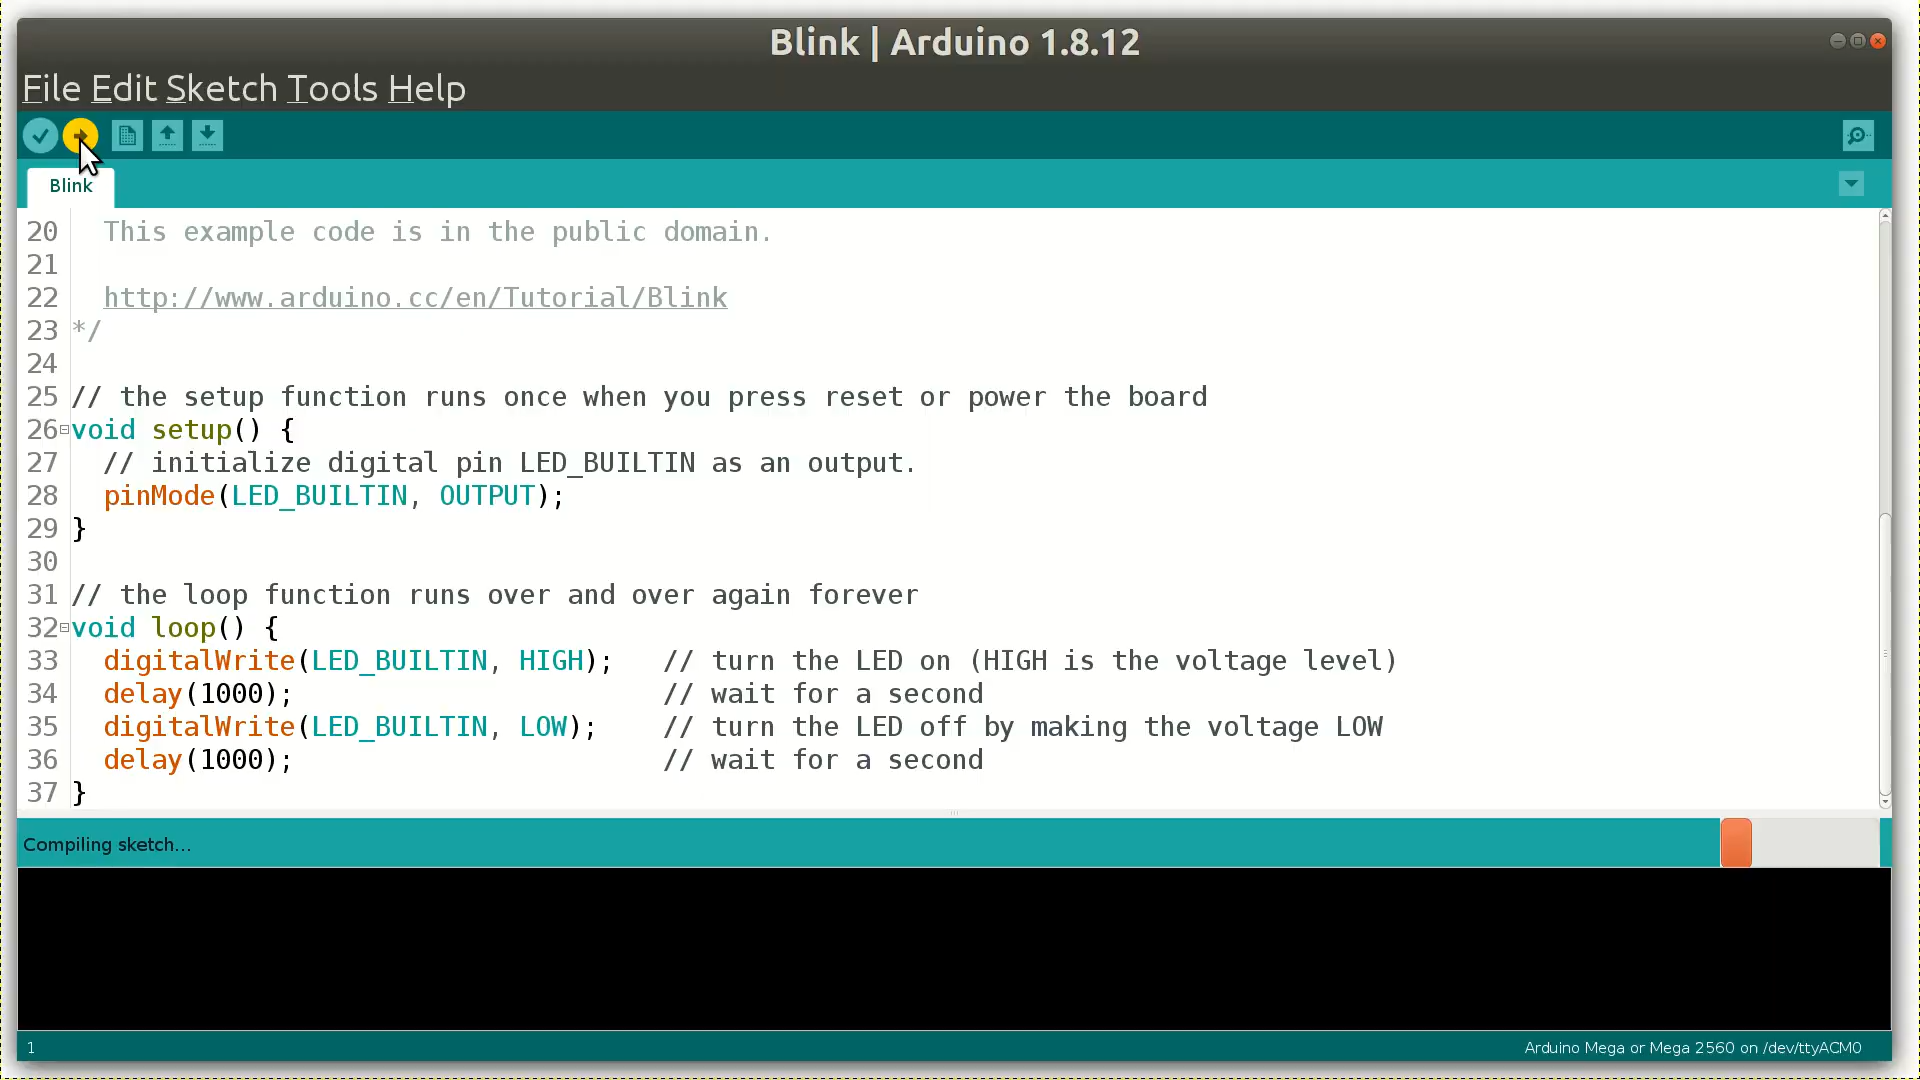 Blink | Arduino 1.8.12
File Edit Sketch Tools Help
Blink
20   This example code is in the public domain.
21
22   http://www.arduino.cc/en/Tutorial/Blink
23 */
24
25 // the setup function runs once when you press reset or power the board
26 void setup() {
27   // initialize digital pin LED_BUILTIN as an output.
28   pinMode(LED_BUILTIN, OUTPUT);
29 }
30
31 // the loop function runs over and over again forever
32 void loop() {
33   digitalWrite(LED_BUILTIN, HIGH);   // turn the LED on (HIGH is the voltage level)
34   delay(1000);                       // wait for a second
35   digitalWrite(LED_BUILTIN, LOW);    // turn the LED off by making the voltage LOW
36   delay(1000);                       // wait for a second
37 }
Compiling sketch...
1 Arduino Mega or Mega 2560 on /dev/ttyACM0